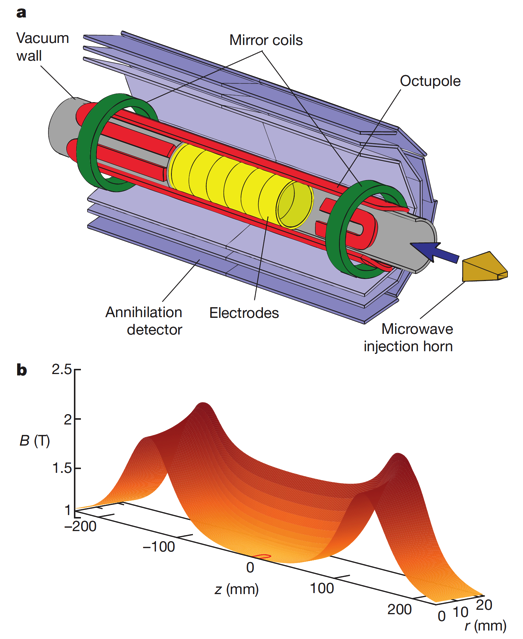 a
Vacuum
wall
Mirror coils
Octupole
Annihilation
detector
Electrodes
Microwave
injection horn
b
2.5
2
B (T)
1.5
1
–200
–100
0
100
200
z (mm)
0 10 20
r (mm)